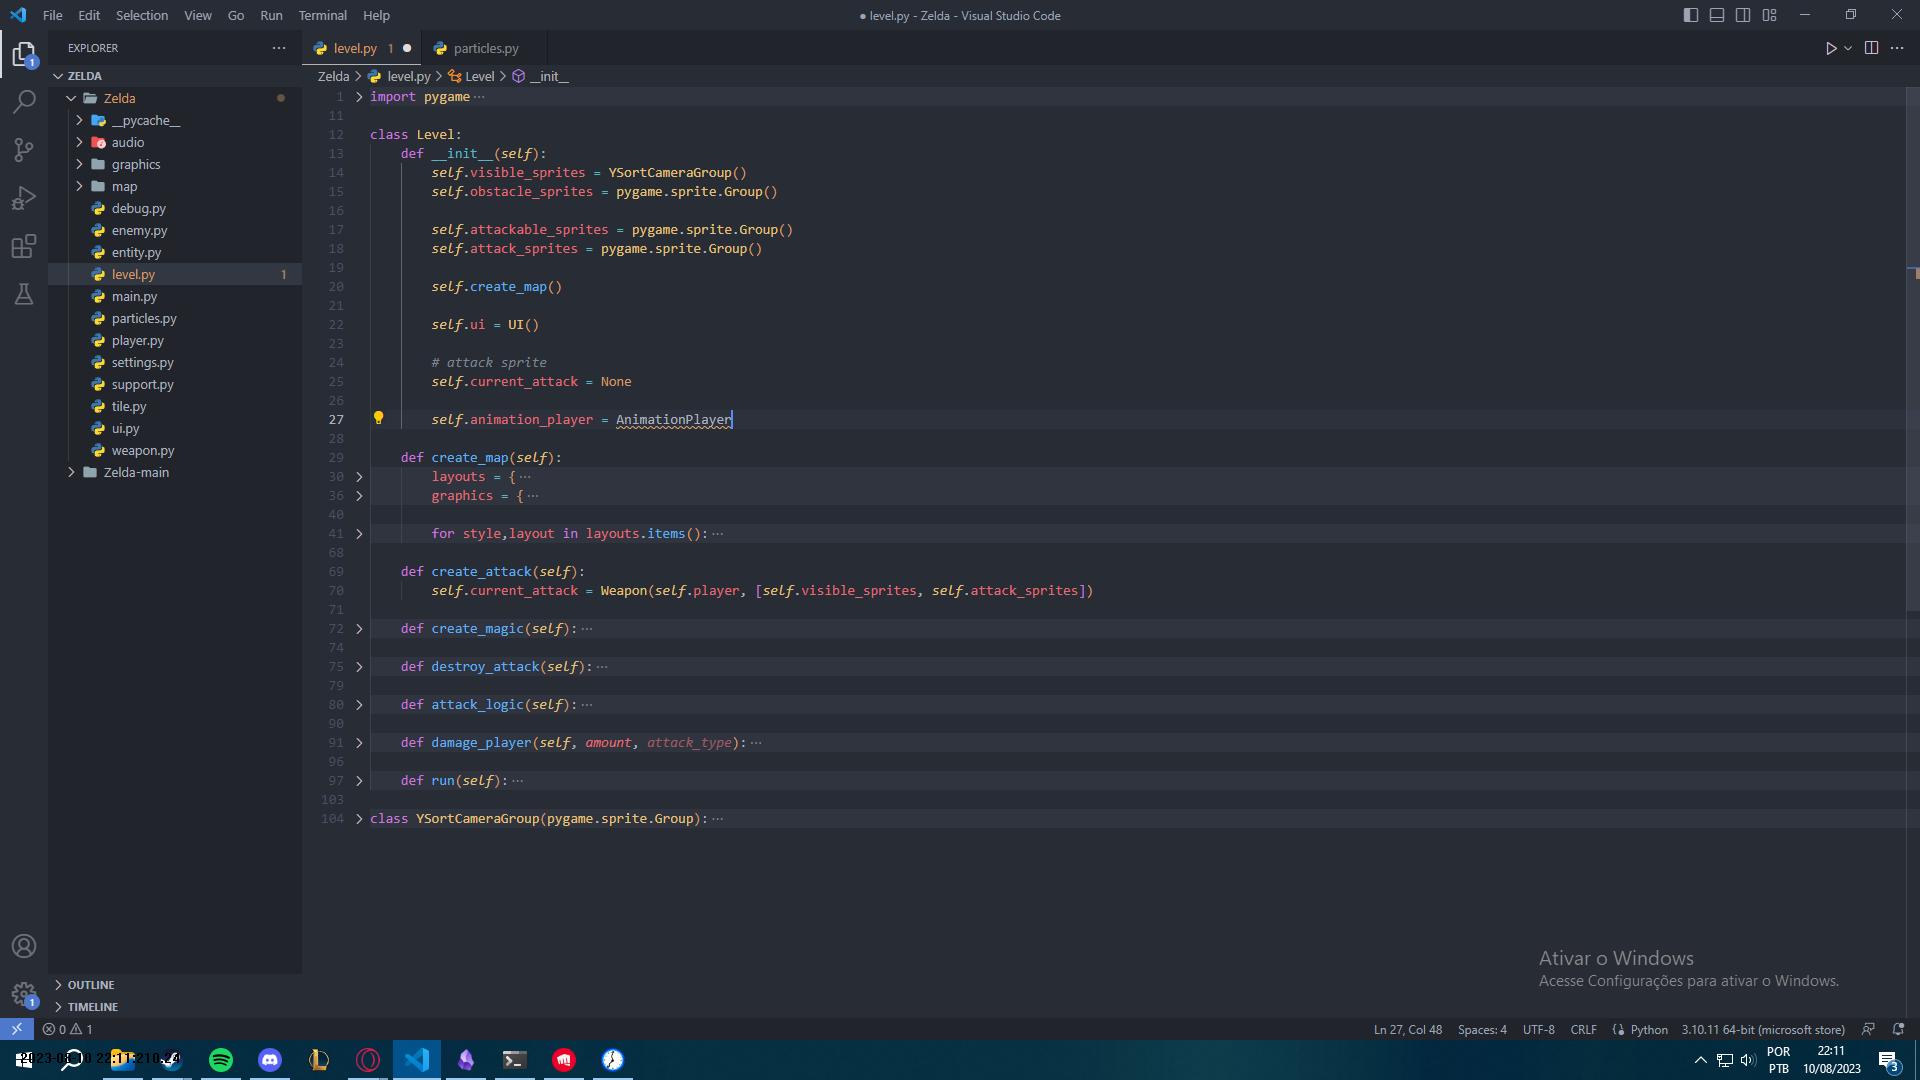 File Edit Selection View Go Run Terminal Help
● level.py - Zelda - Visual Studio Code
EXPLORER
ZELDA
Zelda
__pycache__
audio
graphics
map
debug.py
enemy.py
entity.py
level.py 1
main.py
particles.py
player.py
settings.py
support.py
tile.py
ui.py
weapon.py
Zelda-main
OUTLINE
TIMELINE
level.py 1
particles.py
Zelda > level.py > Level > __init__
1 import pygame ···
11
12 class Level:
13 def __init__(self):
14 self.visible_sprites = YSortCameraGroup()
15 self.obstacle_sprites = pygame.sprite.Group()
16
17 self.attackable_sprites = pygame.sprite.Group()
18 self.attack_sprites = pygame.sprite.Group()
19
20 self.create_map()
21
22 self.ui = UI()
23
24 # attack sprite
25 self.current_attack = None
26
27 self.animation_player = AnimationPlayer
28
29 def create_map(self):
30 layouts = { ···
36 graphics = { ···
40
41 for style,layout in layouts.items(): ···
68
69 def create_attack(self):
70 self.current_attack = Weapon(self.player, [self.visible_sprites, self.attack_sprites])
71
72 def create_magic(self): ···
74
75 def destroy_attack(self): ···
79
80 def attack_logic(self): ···
90
91 def damage_player(self, amount, attack_type): ···
96
97 def run(self): ···
103
104 class YSortCameraGroup(pygame.sprite.Group): ···
Ativar o Windows
Acesse Configurações para ativar o Windows.
1
1
0 1
Ln 27, Col 48 Spaces: 4 UTF-8 CRLF Python 3.10.11 64-bit (microsoft store)
POR
PTB
22:11
10/08/2023
3